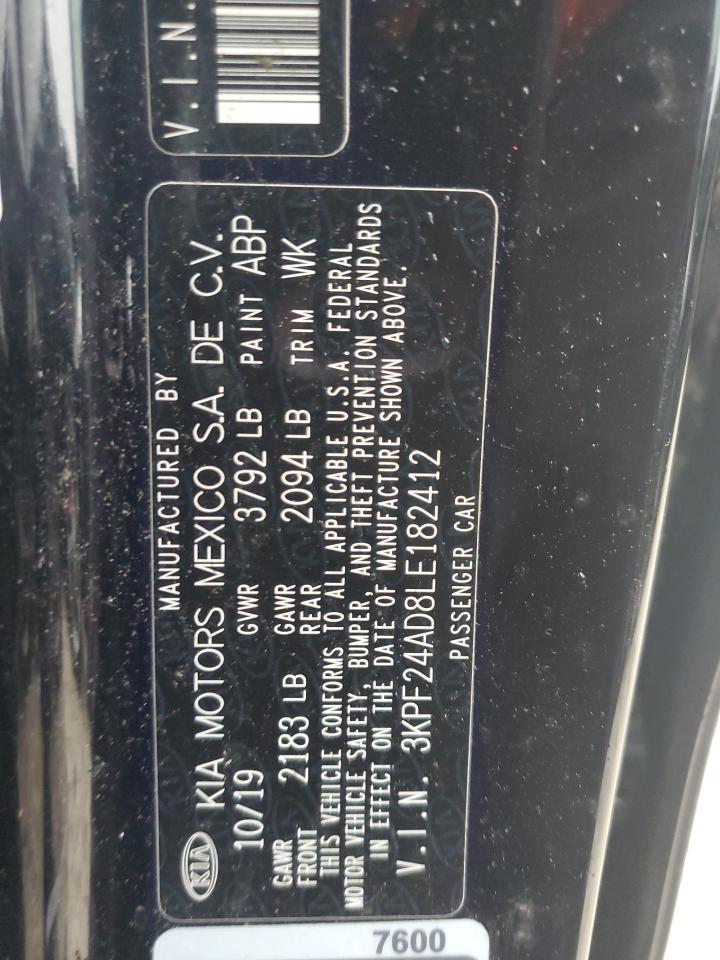 V.I.N.
MANUFACTURED BY
KIA KIA MOTORS MEXICO S.A. DE C.V.
10/19 GVWR 3792 LB PAINT ABP
GAWR FRONT 2183 LB GAWR REAR 2094 LB TRIM WK
THIS VEHICLE CONFORMS TO ALL APPLICABLE U.S.A. FEDERAL
MOTOR VEHICLE SAFETY, BUMPER, AND THEFT PREVENTION STANDARDS
IN EFFECT ON THE DATE OF MANUFACTURE SHOWN ABOVE.
V.I.N. 3KPF24AD8LE182412
PASSENGER CAR
7600